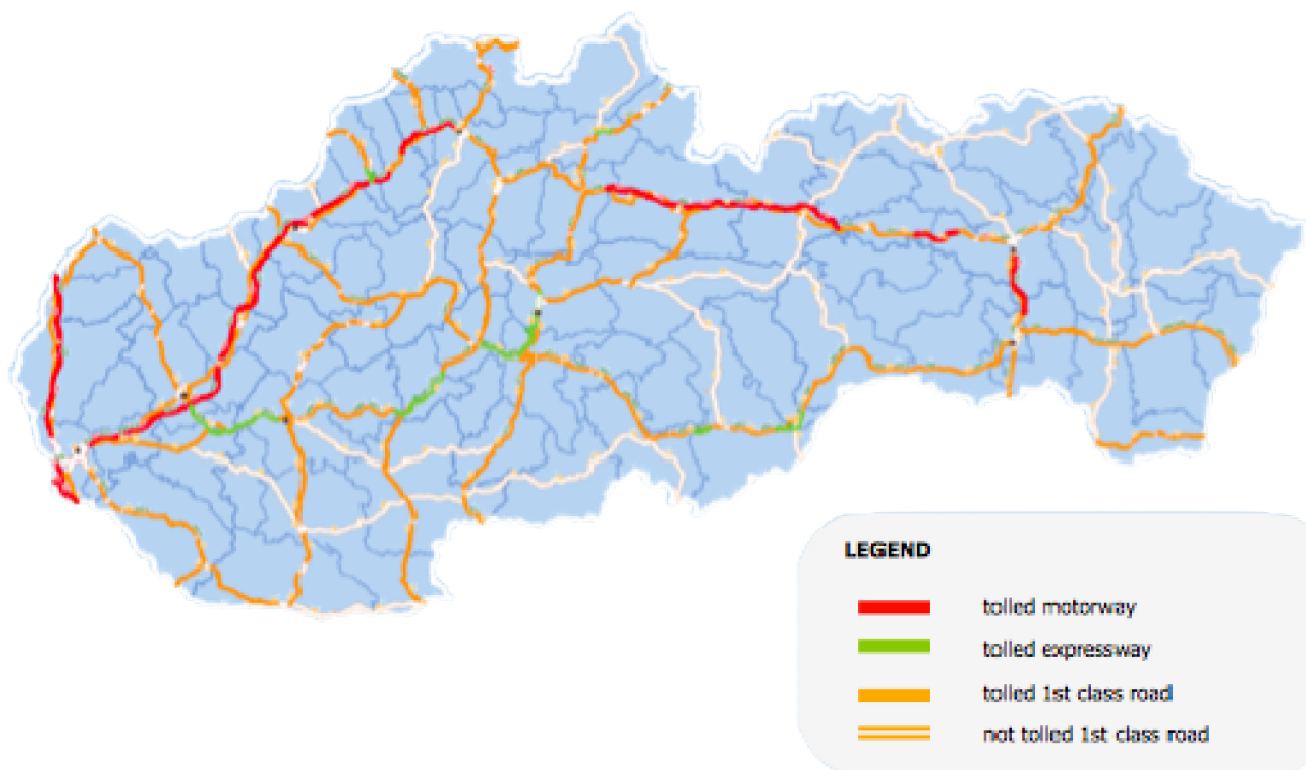 LEGEND
tolled motorway
tolled expressway
tolled 1st class road
not tolled 1st class road